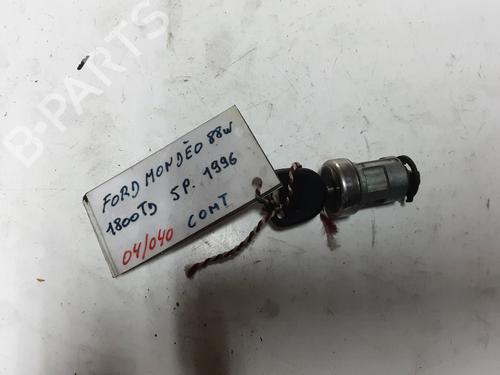 B-PARTS
FORD MONDEO 88W
1800TD 5P. 1996
04/040 COMT